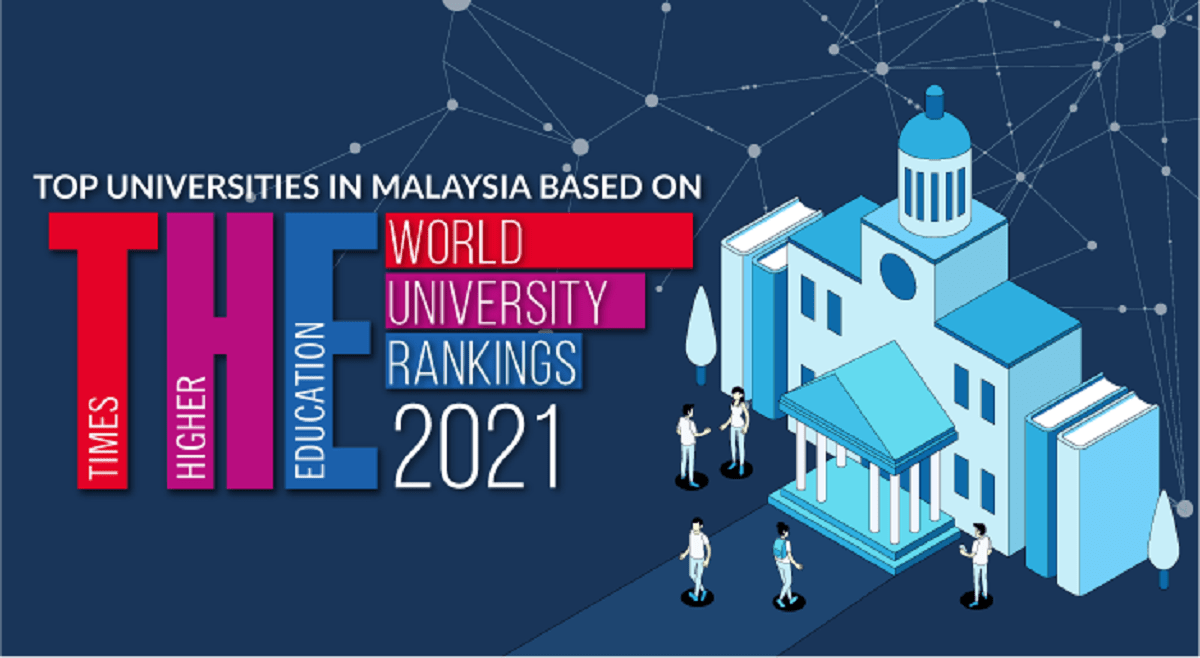 TOP UNIVERSITIES IN MALAYSIA BASED ON
THE
TIMES
HIGHER
EDUCATION
WORLD
UNIVERSITY
RANKINGS
2021